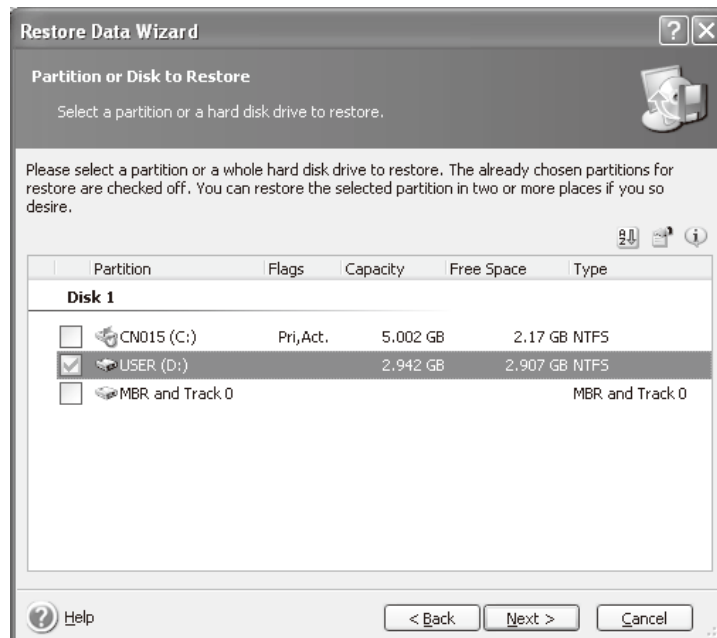 Restore Data Wizard
Partition or Disk to Restore
Select a partition or a hard disk drive to restore.
Please select a partition or a whole hard disk drive to restore. The already chosen partitions for
restore are checked off. You can restore the selected partition in two or more places if you so
desire.
Partition Flags Capacity Free Space Type
Disk 1
CN015 (C:) Pri,Act. 5.002 GB 2.17 GB NTFS
USER (D:) 2.942 GB 2.907 GB NTFS
MBR and Track 0 MBR and Track 0
Help < Back Next > Cancel